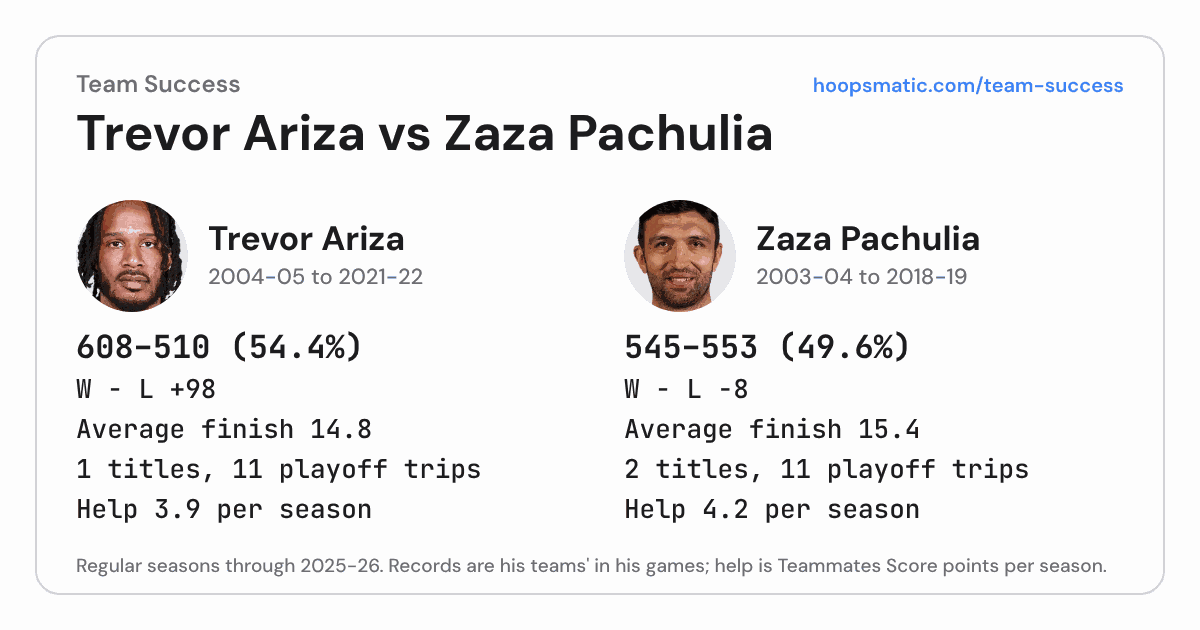 Team Success
hoopsmatic.com/team-success
Trevor Ariza vs Zaza Pachulia
Trevor Ariza
2004-05 to 2021-22
608-510 (54.4%)
W - L +98
Average finish 14.8
1 titles, 11 playoff trips
Help 3.9 per season
Zaza Pachulia
2003-04 to 2018-19
545-553 (49.6%)
W - L -8
Average finish 15.4
2 titles, 11 playoff trips
Help 4.2 per season
Regular seasons through 2025-26. Records are his teams' in his games; help is Teammates Score points per season.